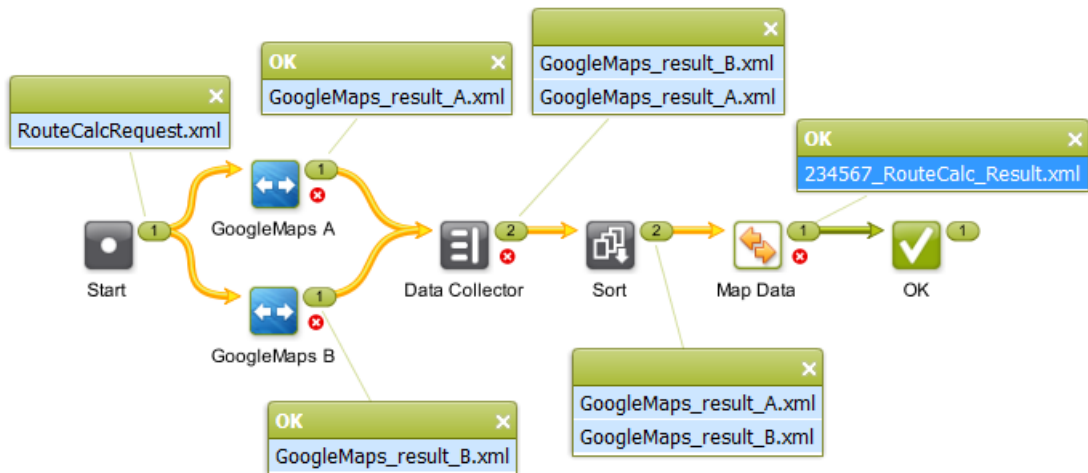 GoogleMaps_result_B.xml
GoogleMaps_result_A.xml
OK
GoogleMaps_result_A.xml
RouteCalcRequest.xml
OK
234567_RouteCalc_Result.xml
1
GoogleMaps A
1
2
2
1
1
Start
Data Collector
Sort
Map Data
OK
1
GoogleMaps B
GoogleMaps_result_A.xml
GoogleMaps_result_B.xml
OK
GoogleMaps_result_B.xml